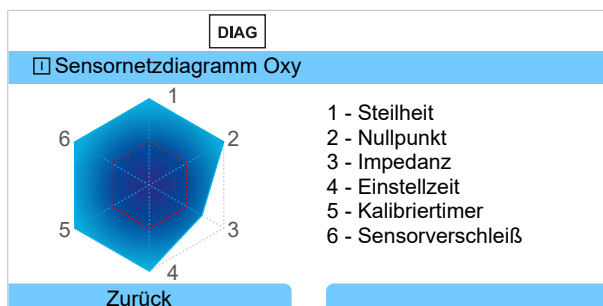 DIAG
I Sensornetzdiagramm Oxy
1
2
3
4
5
6
1 - Steilheit
2 - Nullpunkt
3 - Impedanz
4 - Einstellzeit
5 - Kalibriertimer
6 - Sensorverschleiß
Zurück